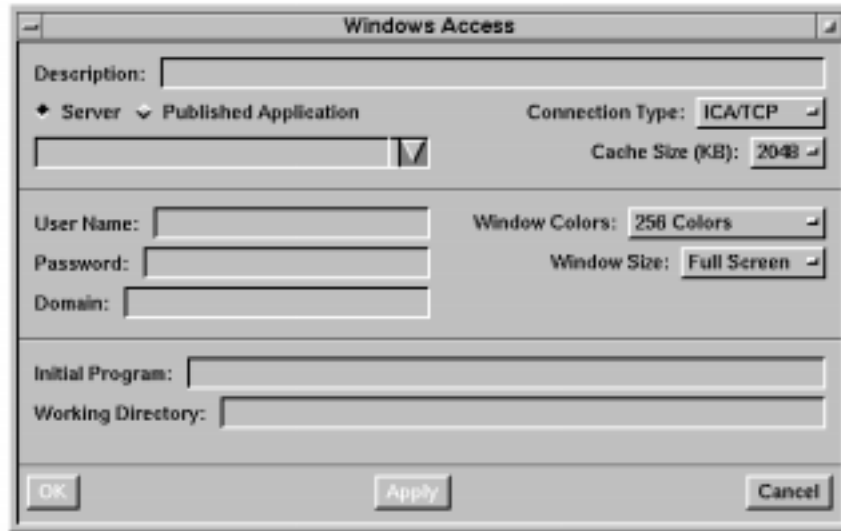 Windows Access
Description:
Server Published Application Connection Type: ICA/TCP
Cache Size (KB): 2048
User Name: Window Colors: 256 Colors
Password: Window Size: Full Screen
Domain:
Initial Program:
Working Directory:
OK Apply Cancel